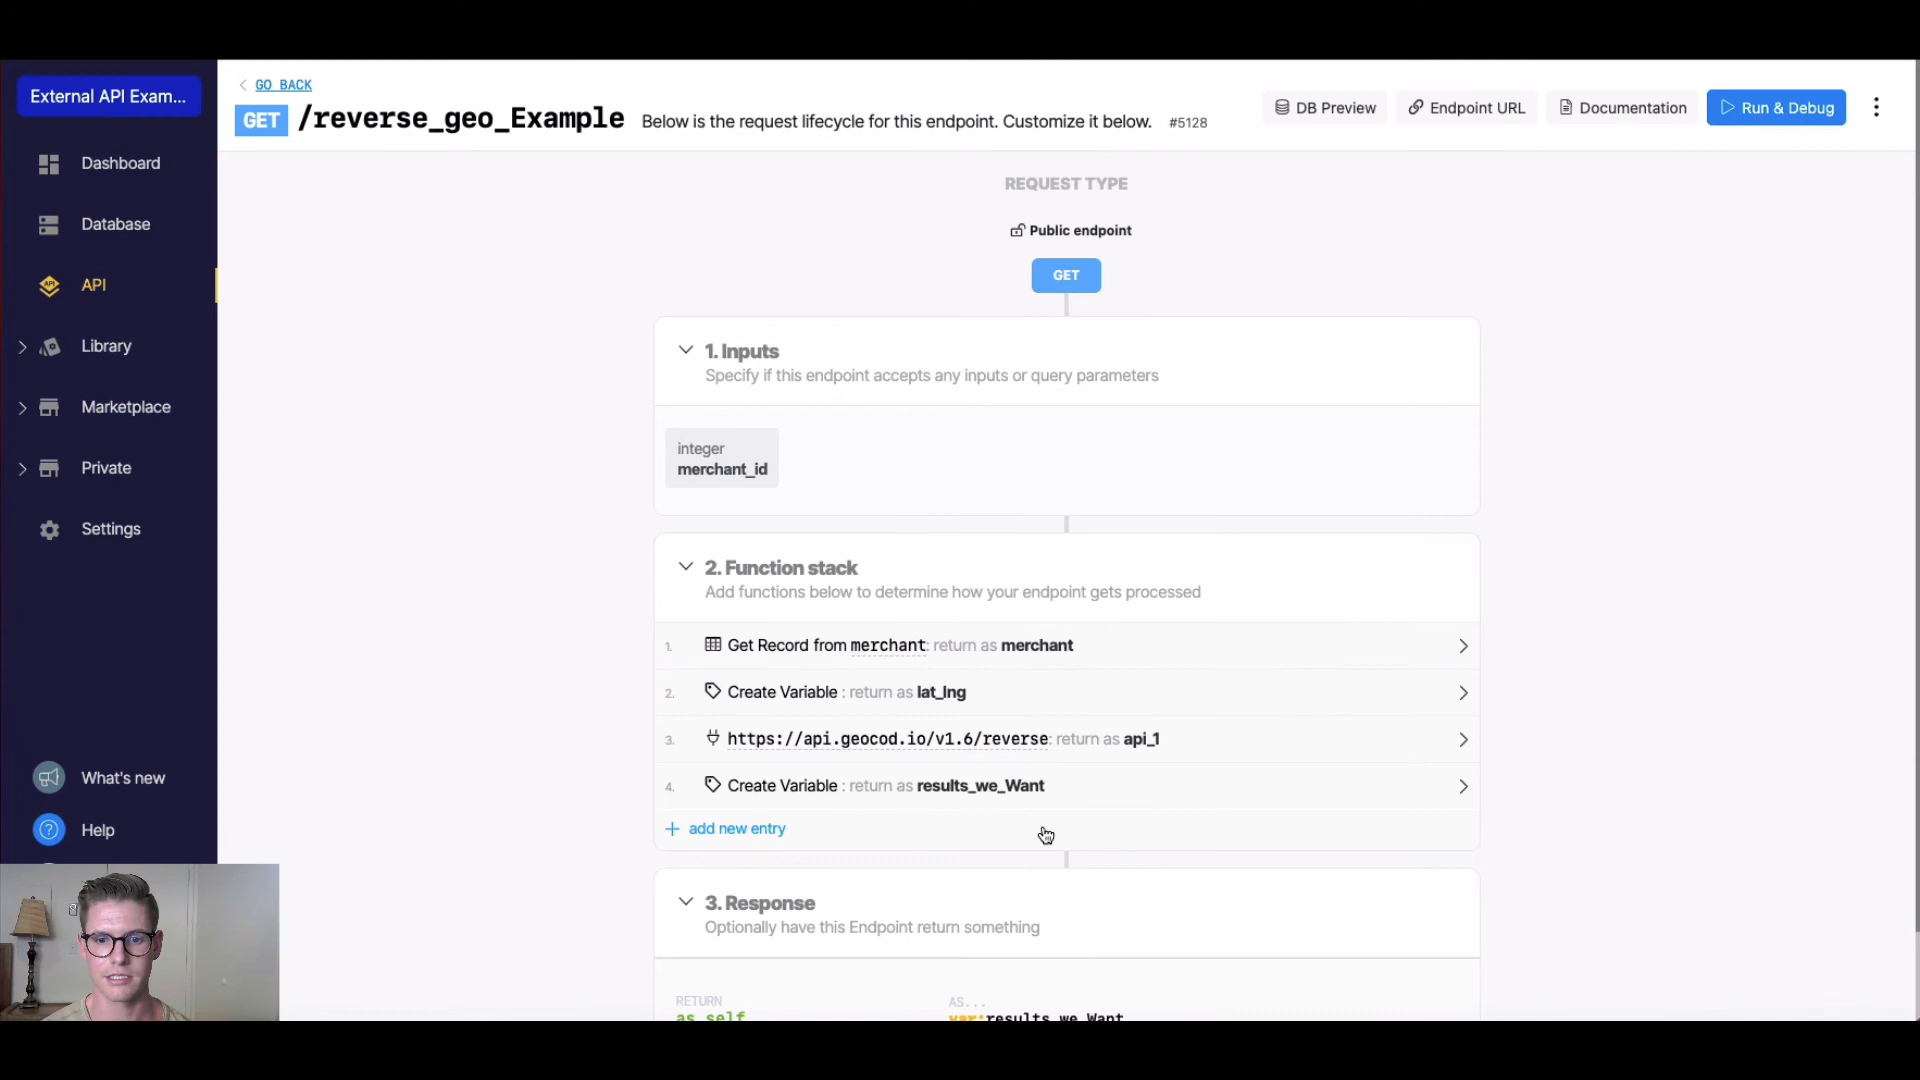 External API Exam...
GO BACK
GET /reverse_geo_Example Below is the request lifecycle for this endpoint. Customize it below. #5128
DB Preview
Endpoint URL
Documentation
Run & Debug
Dashboard
Database
API
Library
Marketplace
Private
Settings
What's new
Help
REQUEST TYPE
Public endpoint
GET
1. Inputs
Specify if this endpoint accepts any inputs or query parameters
integer
merchant_id
2. Function stack
Add functions below to determine how your endpoint gets processed
1. Get Record from merchant: return as merchant
2. Create Variable : return as lat_lng
3. https://api.geocod.io/v1.6/reverse: return as api_1
4. Create Variable : return as results_we_Want
+ add new entry
3. Response
Optionally have this Endpoint return something
RETURN AS...
as self var:results_we_Want